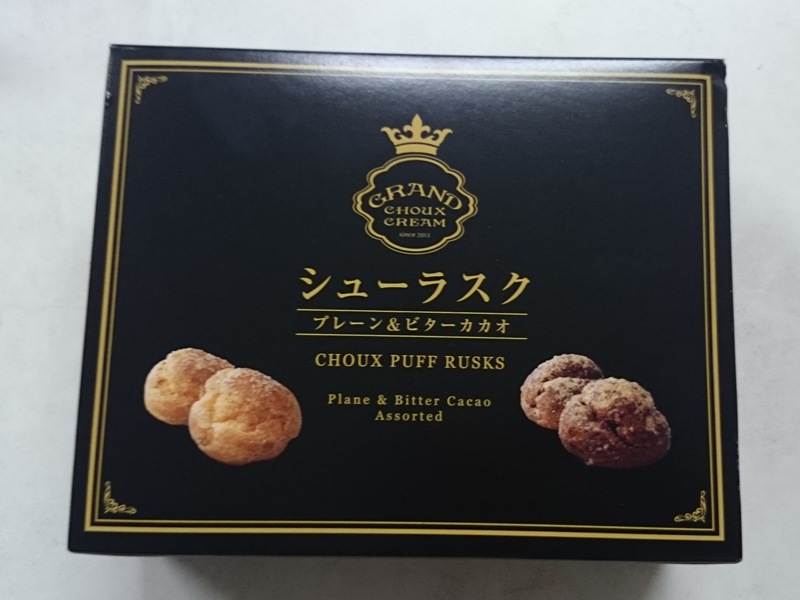 GRAND
CHOUX
CREAM
since 2013
シューラスク
プレーン&ビターカカオ
CHOUX PUFF RUSKS
Plane & Bitter Cacao
Assorted